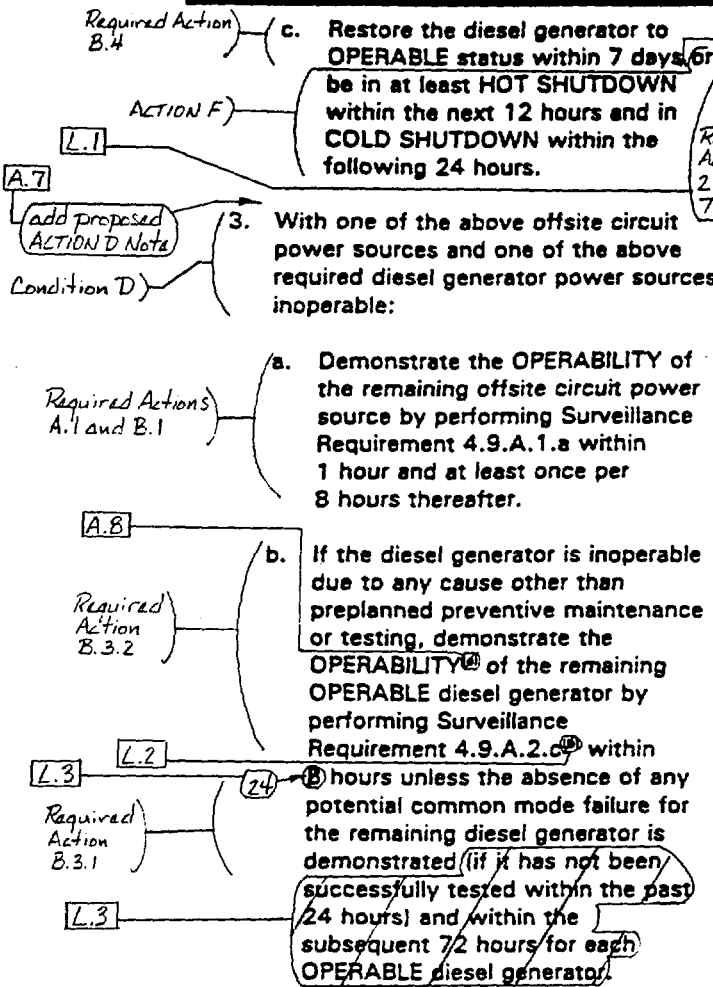 Required Action
B.4
c. Restore the diesel generator to
OPERABLE status within 7 days, or
be in at least HOT SHUTDOWN
within the next 12 hours and in
COLD SHUTDOWN within the
following 24 hours.
ACTION F
L.1
A.7
add proposed
ACTION D Note
2
7
3. With one of the above offsite circuit
power sources and one of the above
required diesel generator power sources
inoperable:
Condition D
a. Demonstrate the OPERABILITY of
the remaining offsite circuit power
source by performing Surveillance
Requirement 4.9.A.1.a within
1 hour and at least once per
8 hours thereafter.
Required Actions
A.1 and B.1
A.8
b. If the diesel generator is inoperable
due to any cause other than
preplanned preventive maintenance
or testing, demonstrate the
OPERABILITY of the remaining
OPERABLE diesel generator by
performing Surveillance
Requirement 4.9.A.2.c within
8 hours unless the absence of any
potential common mode failure for
the remaining diesel generator is
demonstrated (if it has not been
successfully tested within the past
24 hours) and within the
subsequent 72 hours for each
OPERABLE diesel generator.
Required
Action
B.3.2
L.2
L.3
24
Required
Action
B.3.1
L.3